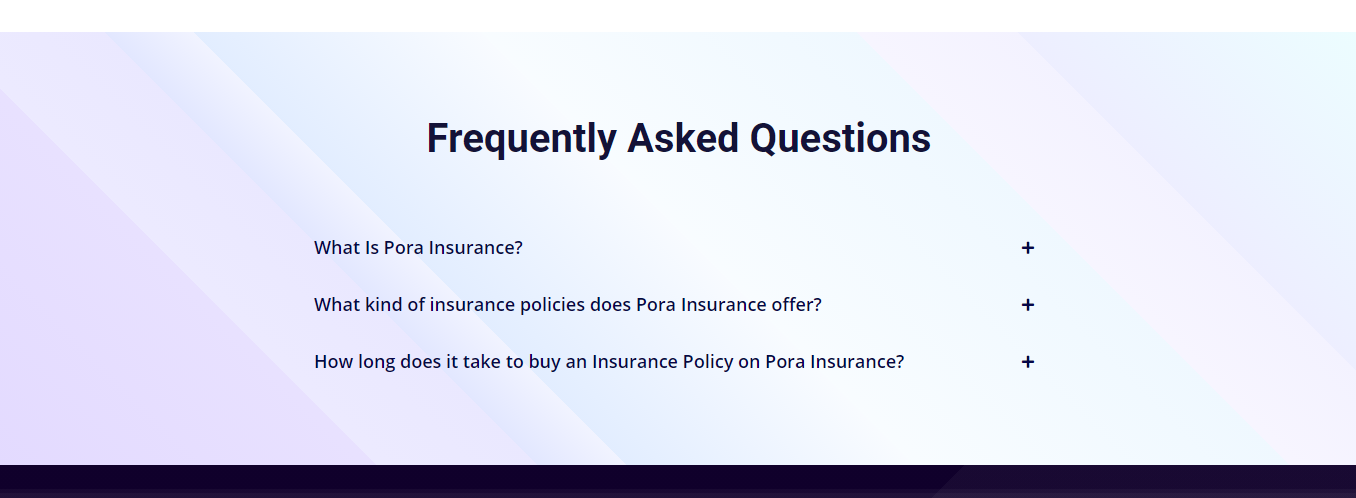 Frequently Asked Questions
What Is Pora Insurance?
+
What kind of insurance policies does Pora Insurance offer?
+
How long does it take to buy an Insurance Policy on Pora Insurance?
+